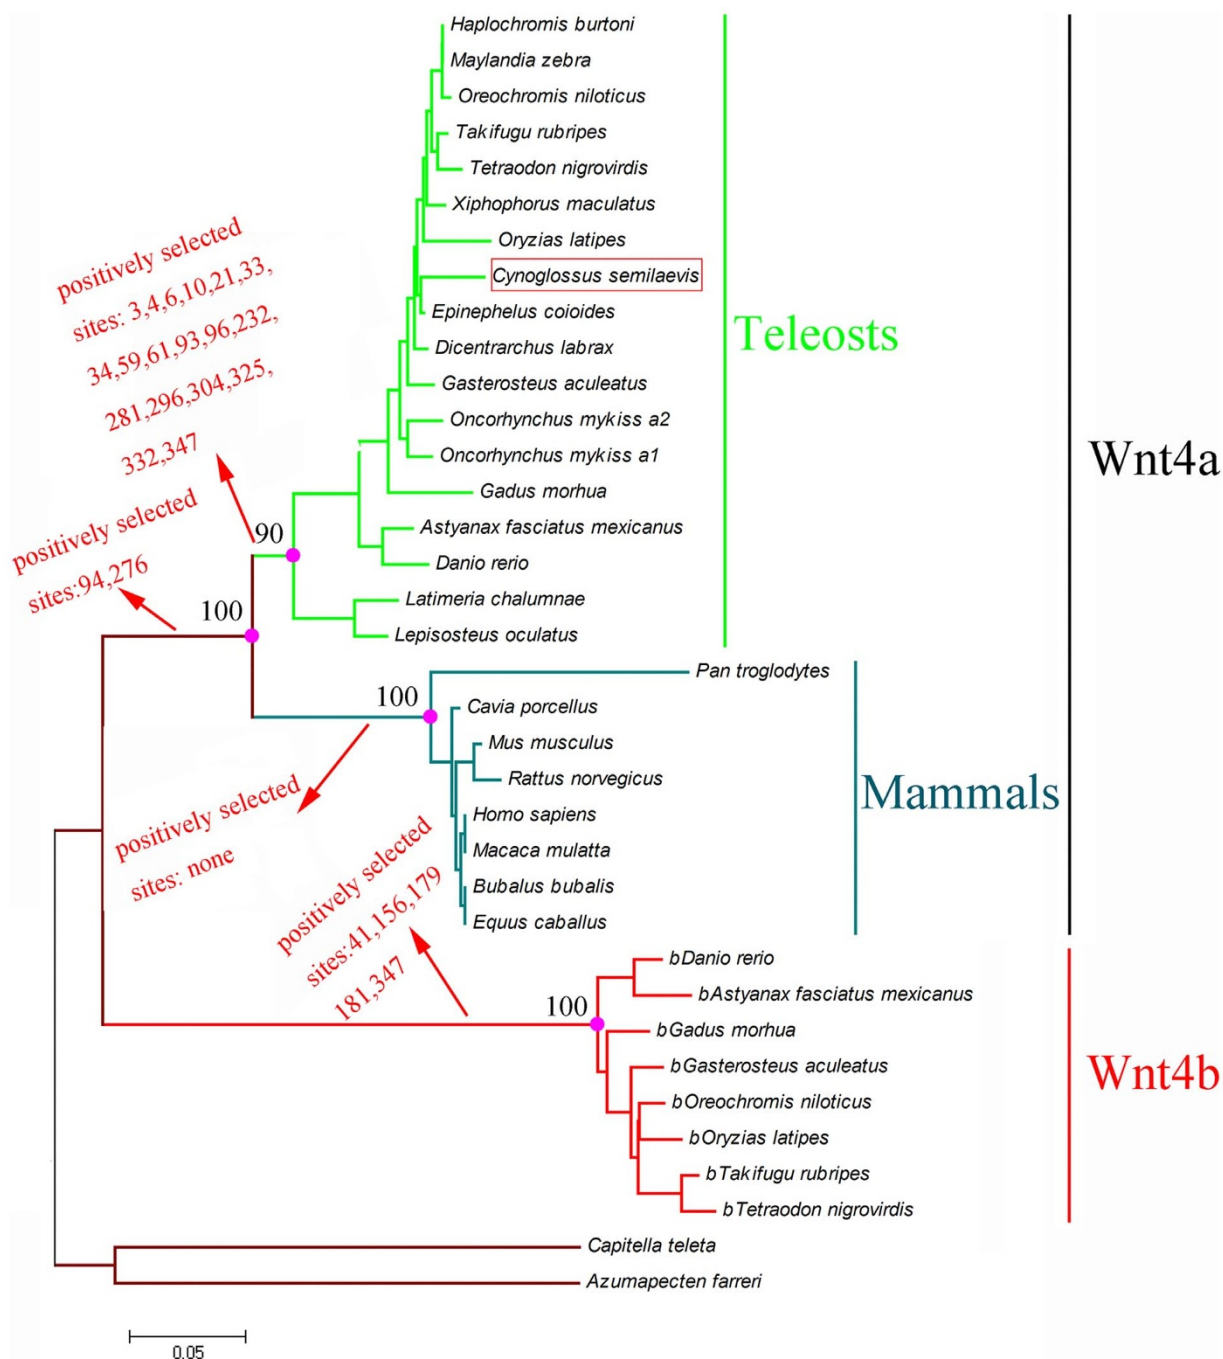 Haplochromis burtoni
Maylandia zebra
Oreochromis niloticus
Takifugu rubripes
Tetraodon nigrovirdis
Xiphophorus maculatus
Oryzias latipes
Cynoglossus semilaevis
Epinephelus coioides
Dicentrarchus labrax
Gasterosteus aculeatus
Oncorhynchus mykiss a2
Oncorhynchus mykiss a1
Gadus morhua
Astyanax fasciatus mexicanus
Danio rerio
Latimeria chalumnae
Lepisosteus oculatus
Teleosts
positively selected
sites: 3,4,6,10,21,33,
34,59,61,93,96,232,
281,296,304,325,
332,347
90
positively selected
sites:94,276
100
Wnt4a
Pan troglodytes
Cavia porcellus
Mus musculus
Rattus norvegicus
Homo sapiens
Macaca mulatta
Bubalus bubalis
Equus caballus
100
Mammals
positively selected
sites: none
positively selected
sites:41,156,179
181,347
100
bDanio rerio
bAstyanax fasciatus mexicanus
bGadus morhua
bGasterosteus aculeatus
bOreochromis niloticus
bOryzias latipes
bTakifugu rubripes
bTetraodon nigrovirdis
Wnt4b
Capitella teleta
Azumapecten farreri
0.05